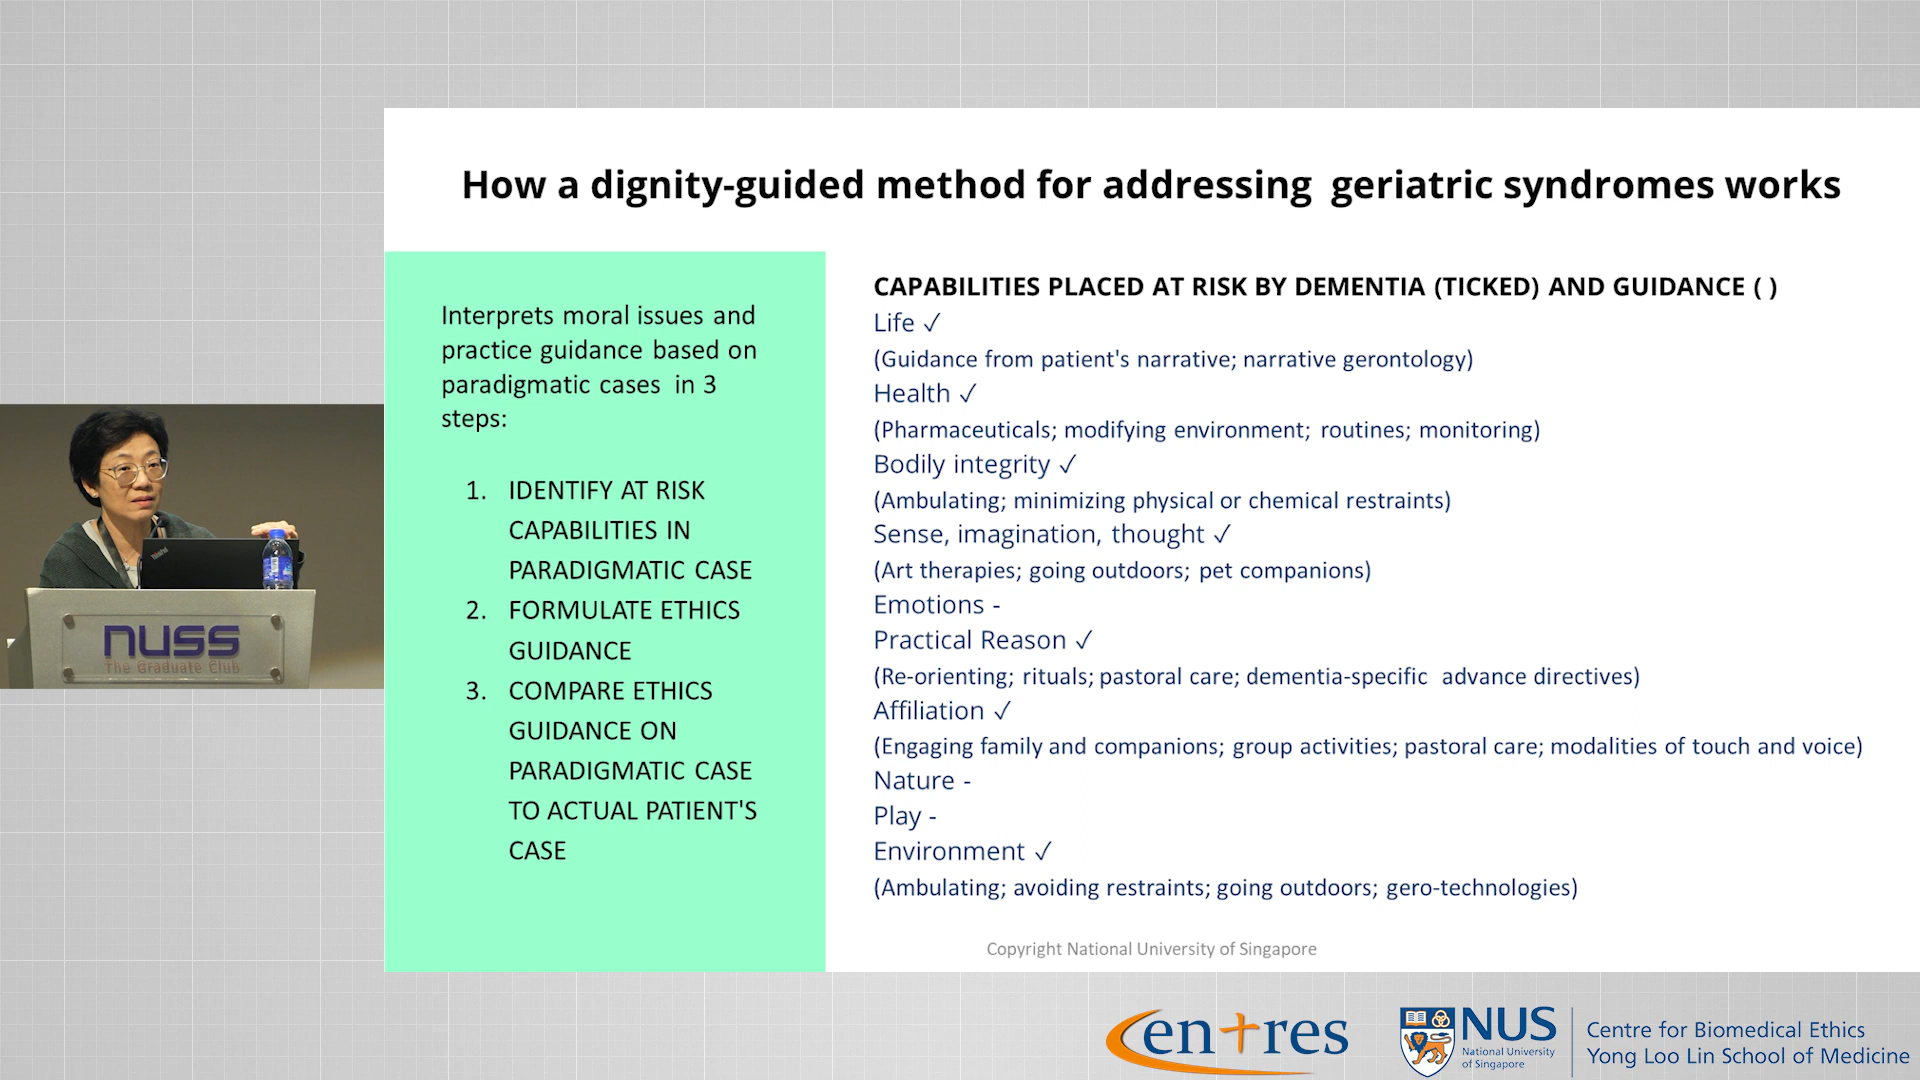 How a dignity-guided method for addressing geriatric syndromes works
Interprets moral issues and
practice guidance based on
paradigmatic cases in 3
steps:
1. IDENTIFY AT RISK
CAPABILITIES IN
PARADIGMATIC CASE
2. FORMULATE ETHICS
GUIDANCE
3. COMPARE ETHICS
GUIDANCE ON
PARADIGMATIC CASE
TO ACTUAL PATIENT'S
CASE
CAPABILITIES PLACED AT RISK BY DEMENTIA (TICKED) AND GUIDANCE ( )
Life ✓
(Guidance from patient's narrative; narrative gerontology)
Health ✓
(Pharmaceuticals; modifying environment; routines; monitoring)
Bodily integrity ✓
(Ambulating; minimizing physical or chemical restraints)
Sense, imagination, thought ✓
(Art therapies; going outdoors; pet companions)
Emotions -
Practical Reason ✓
(Re-orienting; rituals; pastoral care; dementia-specific advance directives)
Affiliation ✓
(Engaging family and companions; group activities; pastoral care; modalities of touch and voice)
Nature -
Play -
Environment ✓
(Ambulating; avoiding restraints; going outdoors; gero-technologies)
Copyright National University of Singapore
ThinkPad
NUSS
The Graduate Club
Centres
NUS
National University
of Singapore
Centre for Biomedical Ethics
Yong Loo Lin School of Medicine